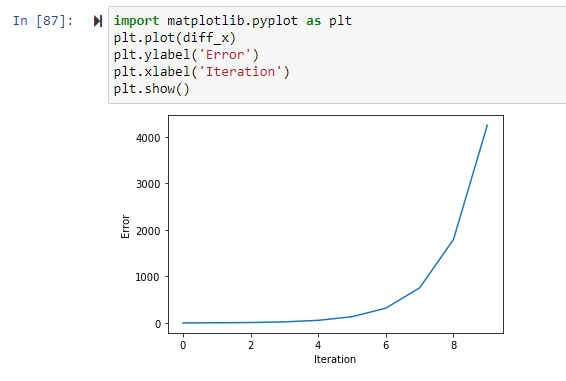 In [87]:
import matplotlib.pyplot as plt
plt.plot(diff_x)
plt.ylabel('Error')
plt.xlabel('Iteration')
plt.show()
4000
3000
2000
1000
0
Error
0 2 4 6 8
Iteration